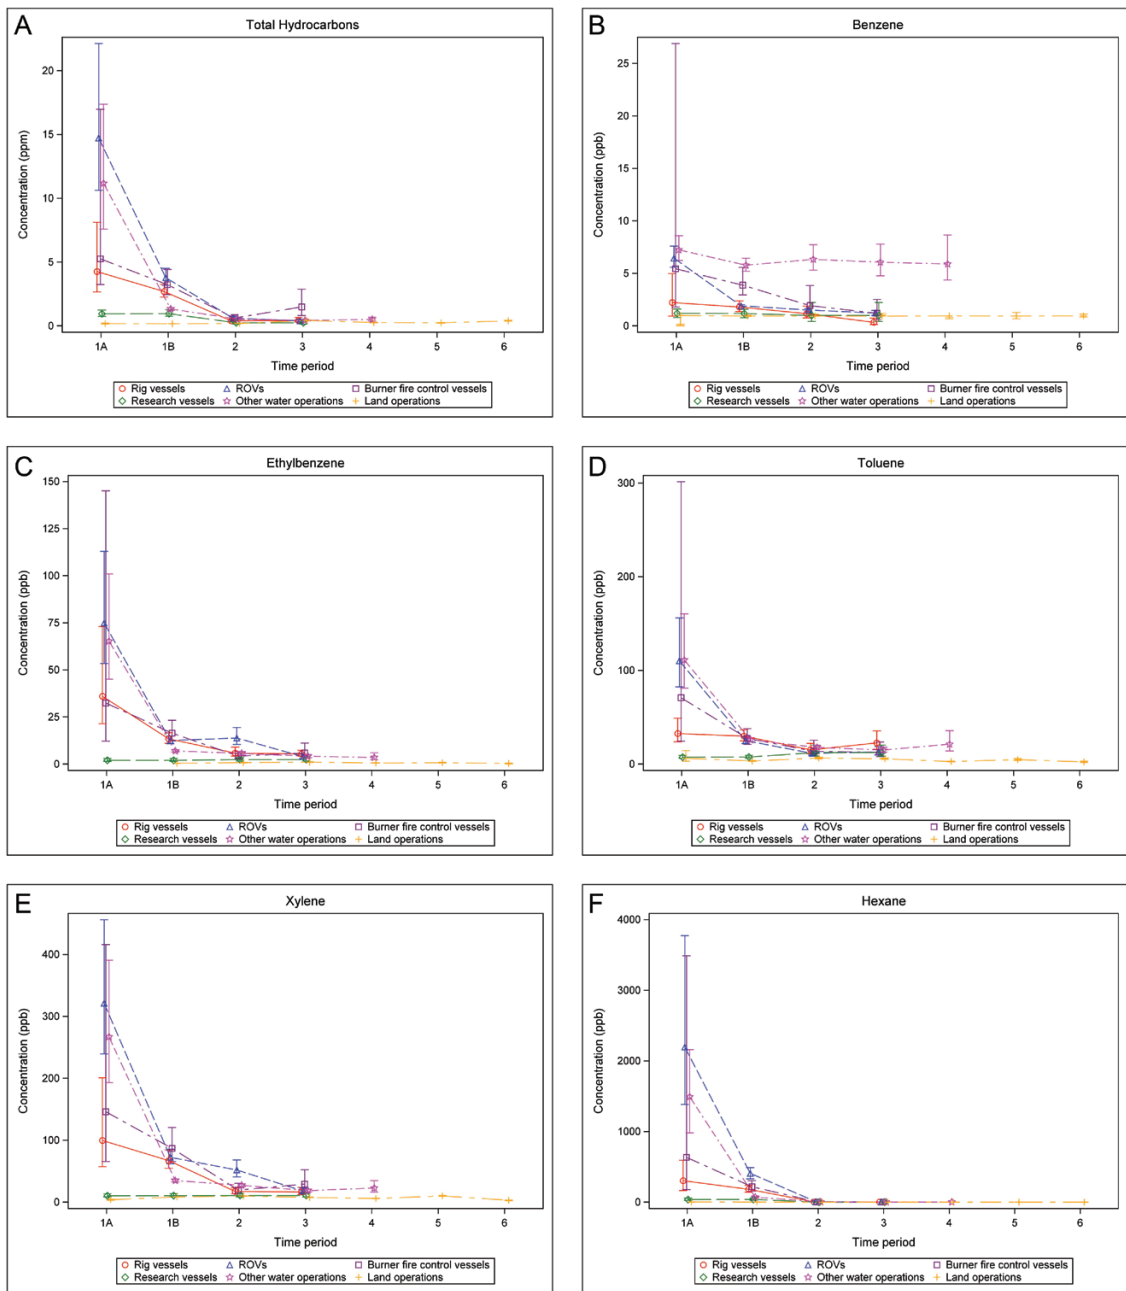 A
Total Hydrocarbons
20
15
10
5
0
Concentration (ppm)
1A 1B 2 3 4 5 6
Time period
Rig vessels ROVs Burner fire control vessels
Research vessels Other water operations Land operations
B
Benzene
25
20
15
10
5
0
Concentration (ppb)
1A 1B 2 3 4 5 6
Time period
Rig vessels ROVs Burner fire control vessels
Research vessels Other water operations Land operations
C
Ethylbenzene
150
125
100
75
50
25
0
Concentration (ppb)
1A 1B 2 3 4 5 6
Time period
Rig vessels ROVs Burner fire control vessels
Research vessels Other water operations Land operations
D
Toluene
300
200
100
0
Concentration (ppb)
1A 1B 2 3 4 5 6
Time period
Rig vessels ROVs Burner fire control vessels
Research vessels Other water operations Land operations
E
Xylene
400
300
200
100
0
Concentration (ppb)
1A 1B 2 3 4 5 6
Time period
Rig vessels ROVs Burner fire control vessels
Research vessels Other water operations Land operations
F
Hexane
4000
3000
2000
1000
0
Concentration (ppb)
1A 1B 2 3 4 5 6
Time period
Rig vessels ROVs Burner fire control vessels
Research vessels Other water operations Land operations